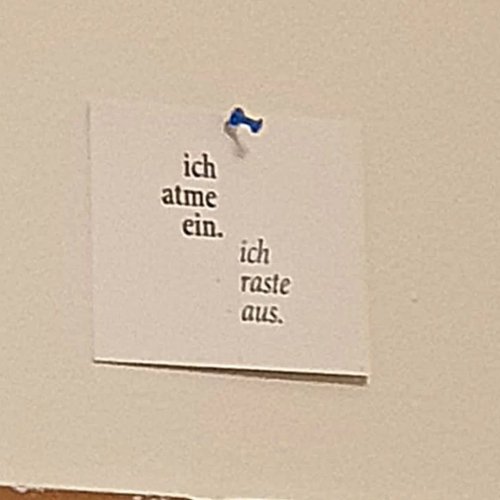 ich
atme
ein.
ich
raste
aus.